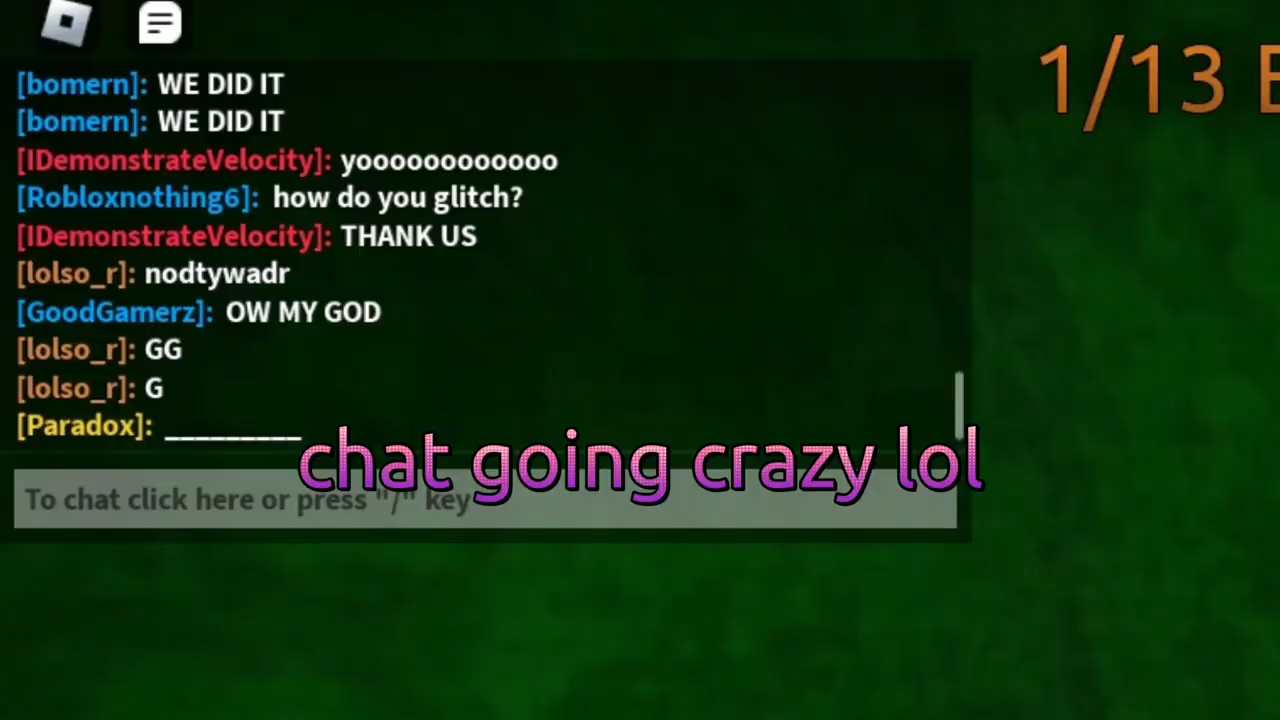 1/13
[bomern]: WE DID IT
[bomern]: WE DID IT
[IDemonstrateVelocity]: yoooooooooooo
[Robloxnothing6]: how do you glitch?
[IDemonstrateVelocity]: THANK US
[lolso_r]: nodtywadr
[GoodGamerz]: OW MY GOD
[lolso_r]: GG
[lolso_r]: G
[Paradox]: _________
chat going crazy lol
To chat click here or press "/" key